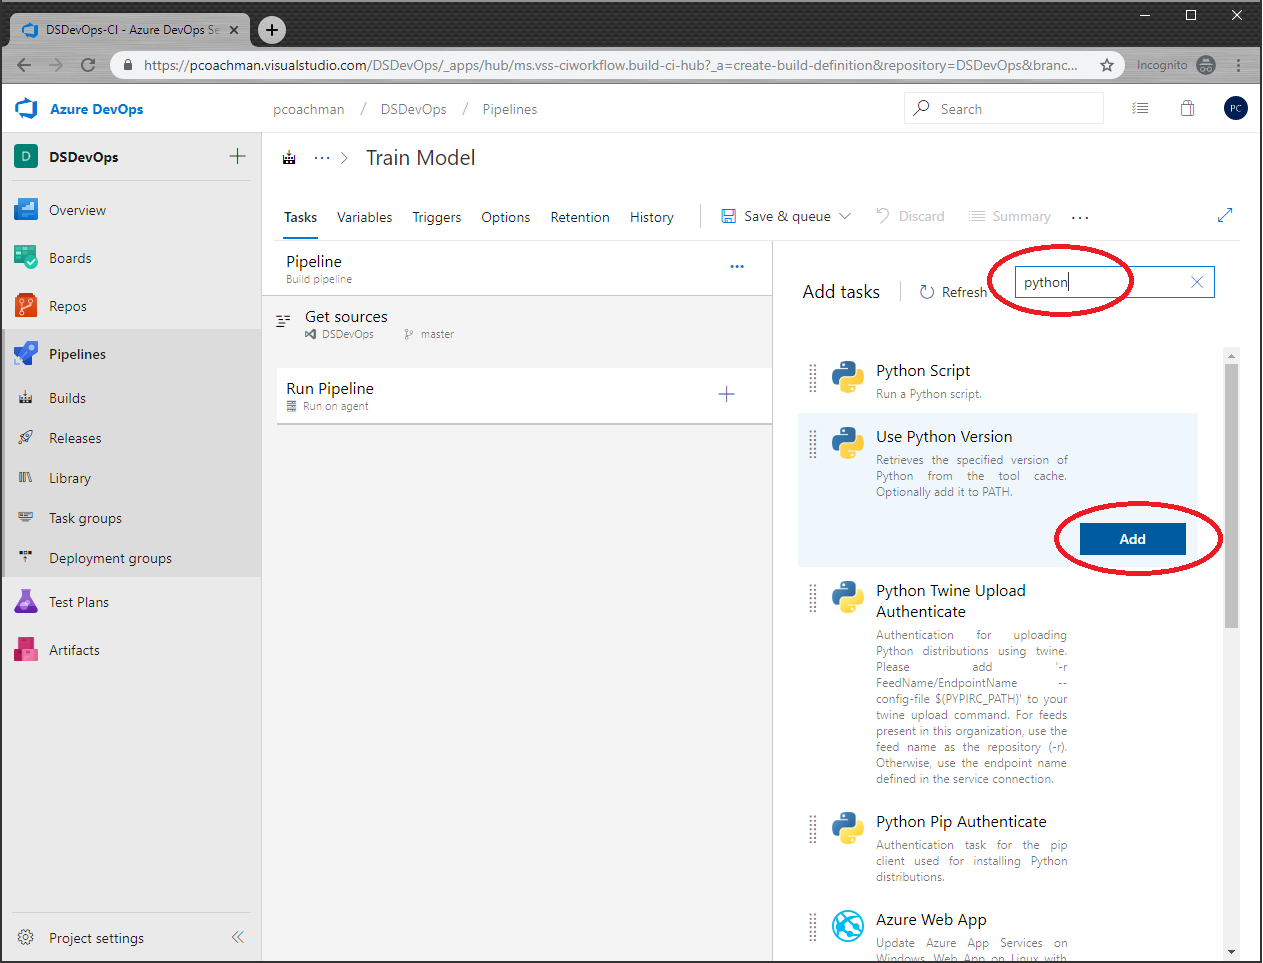 DSDevOps-CI - Azure DevOps Se
https://pcoachman.visualstudio.com/DSDevOps/_apps/hub/ms.vss-ciworkflow.build-ci-hub?_a=create-build-definition&repository=DSDevOps&branc...
Incognito
Azure DevOps
pcoachman / DSDevOps / Pipelines
Search
PC
D DSDevOps
Overview
Boards
Repos
Pipelines
Builds
Releases
Library
Task groups
Deployment groups
Test Plans
Artifacts
Project settings
... > Train Model
Tasks Variables Triggers Options Retention History
Save & queue
Discard
Summary
...
Pipeline
Build pipeline
...
Get sources
DSDevOps master
Run Pipeline
Run on agent
Add tasks
Refresh
python
Python Script
Run a Python script.
Use Python Version
Retrieves the specified version of
Python from the tool cache.
Optionally add it to PATH.
Add
Python Twine Upload
Authenticate
Authentication for uploading
Python distributions using twine.
Please add '-r
FeedName/EndpointName --
config-file $(PYPIRC_PATH)' to your
twine upload command. For feeds
present in this organization, use the
feed name as the repository (-r).
Otherwise, use the endpoint name
defined in the service connection.
Python Pip Authenticate
Authentication task for the pip
client used for installing Python
distributions.
Azure Web App
Update Azure App Services on
Windows, Web App on Linux with